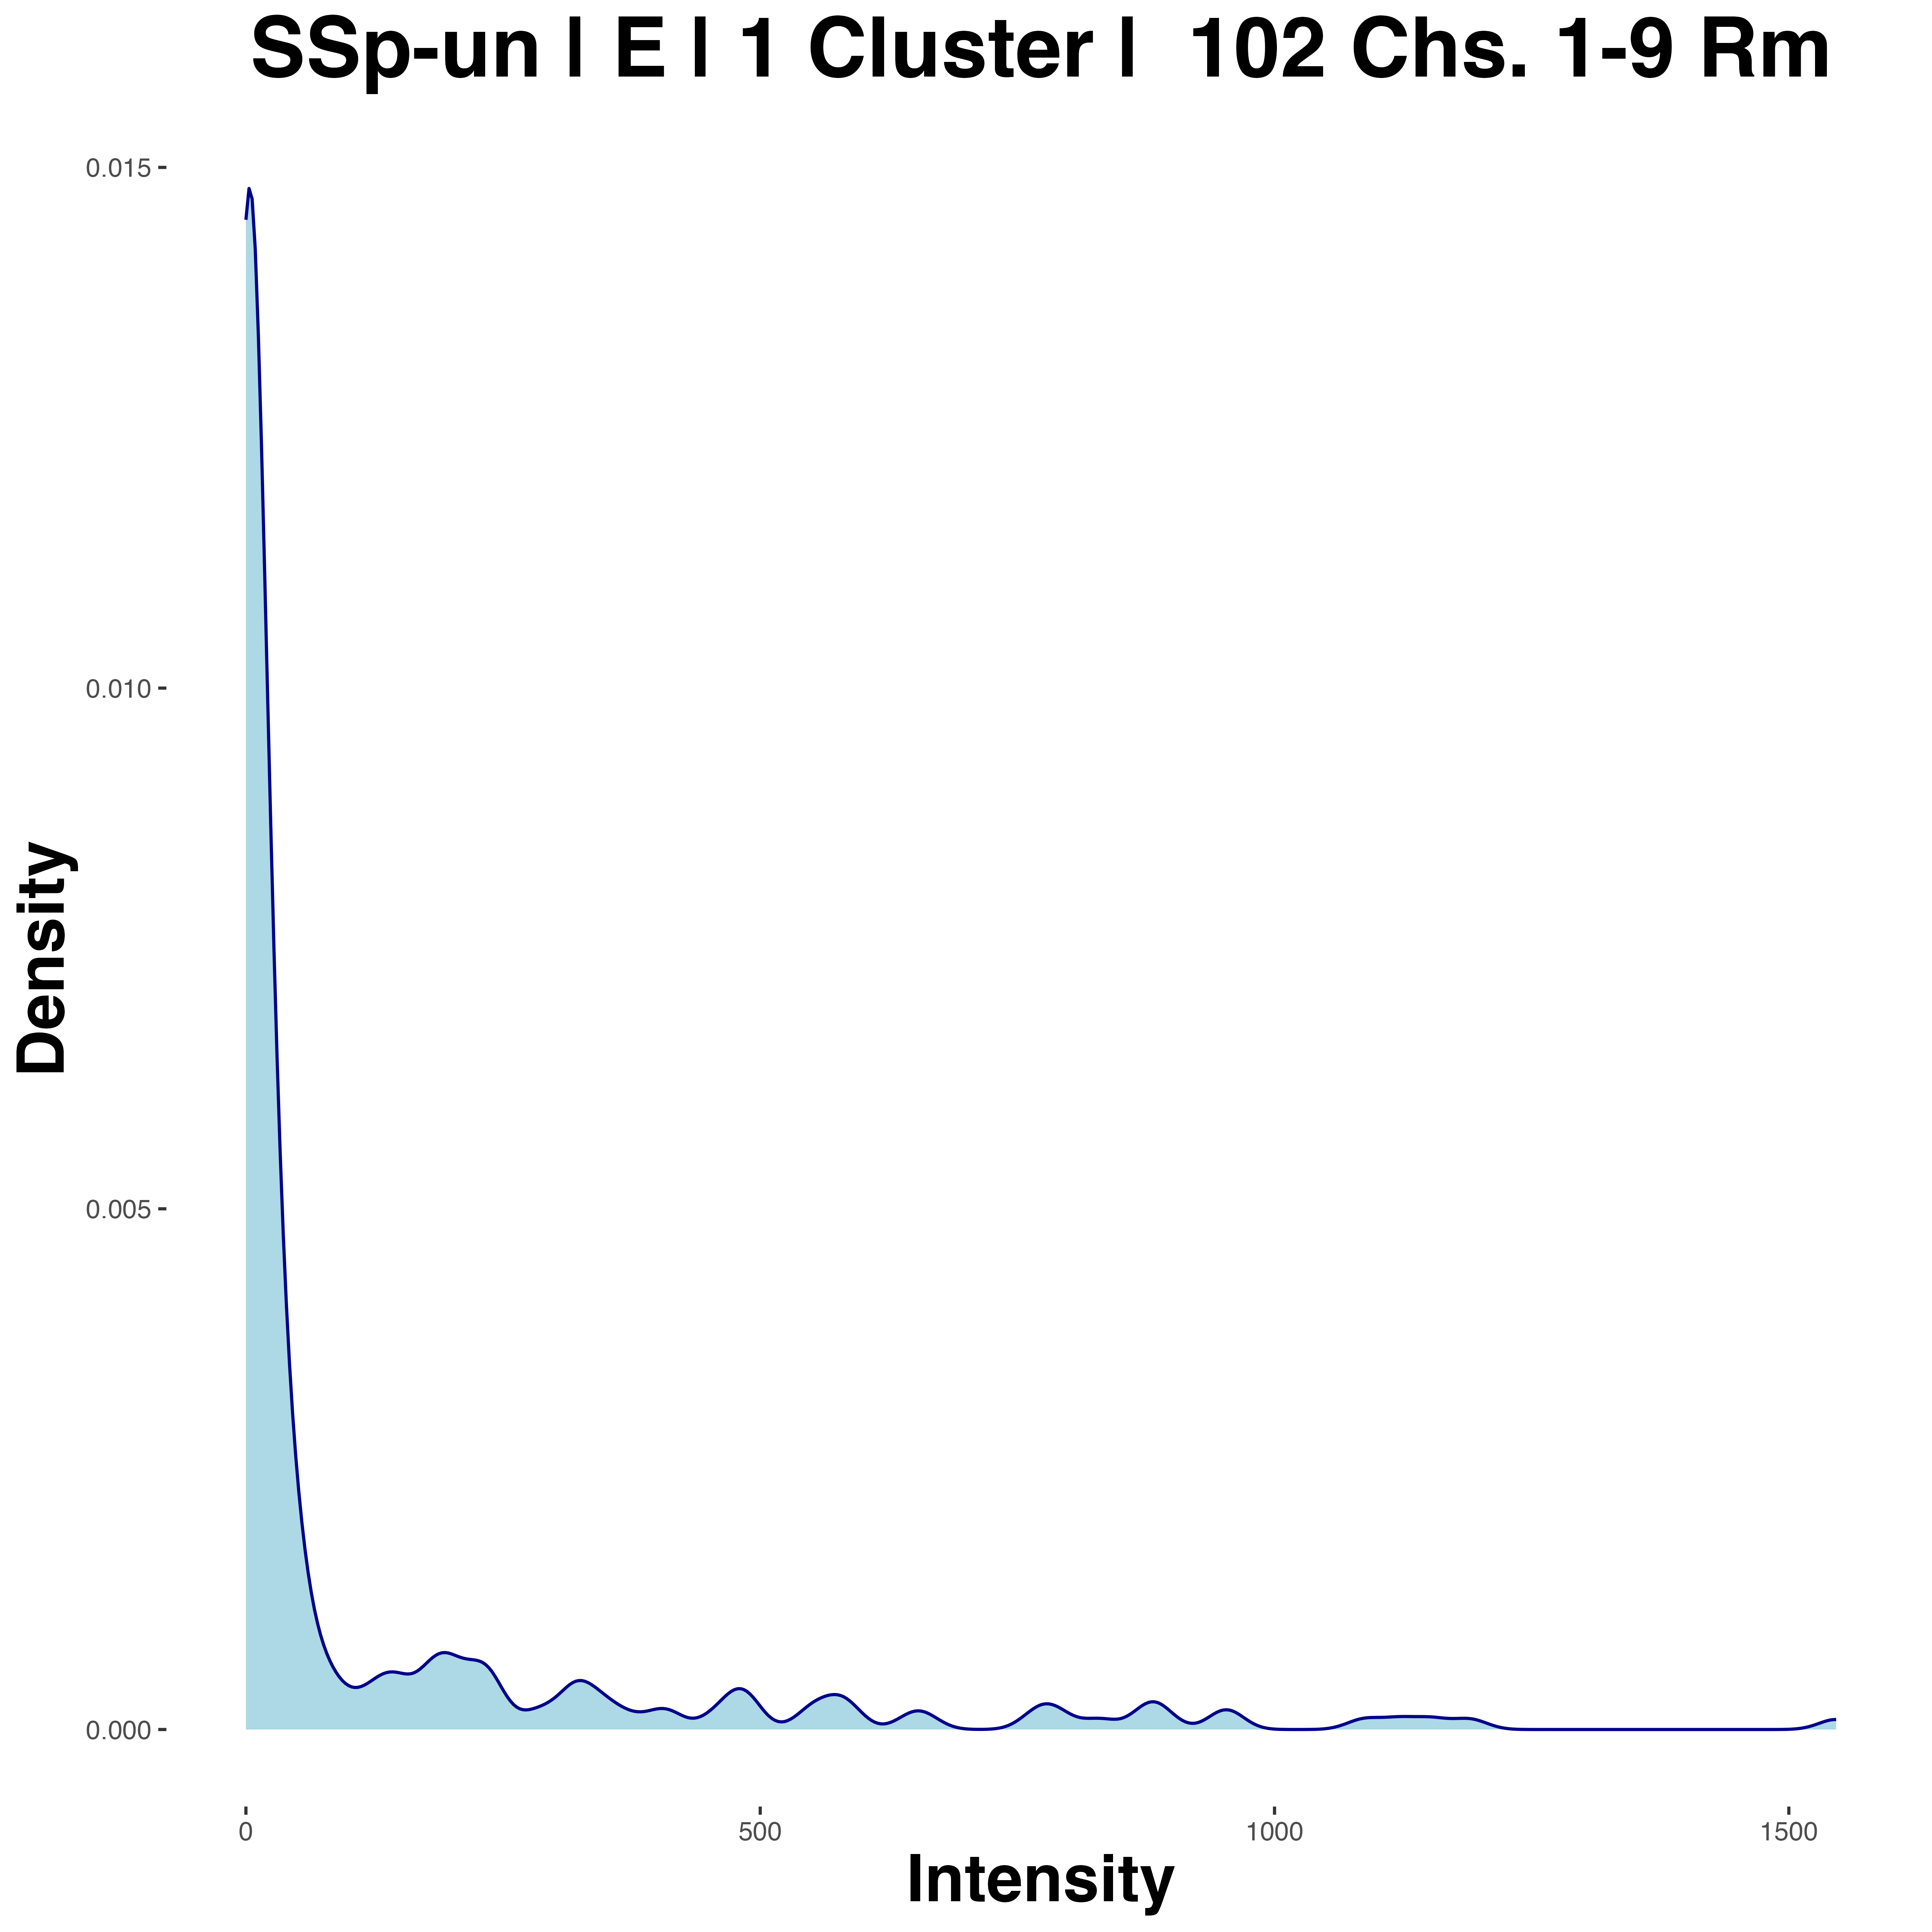 SSp-un | E | 1 Cluster |  102 Chs. 1-9 Rm
0.015
0.010
0.005
0.000
Density
0 500 1000 1500
Intensity